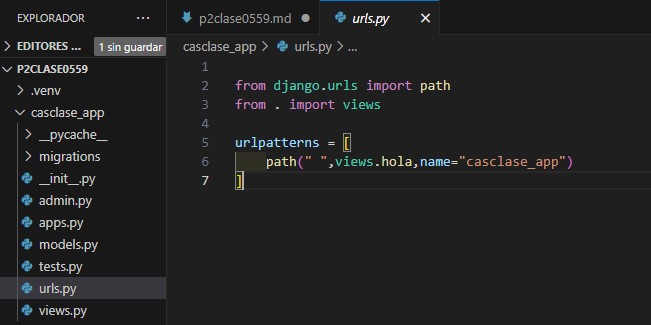 EXPLORADOR
EDITORES ... 1 sin guardar
P2CLASE0559
.venv
casclase_app
__pycache__
migrations
__init__.py
admin.py
apps.py
models.py
tests.py
urls.py
views.py
p2clase0559.md
urls.py
casclase_app > urls.py > ...
1
2 from django.urls import path
3 from . import views
4
5 urlpatterns = [
6     path(" ",views.hola,name="casclase_app")
7 ]